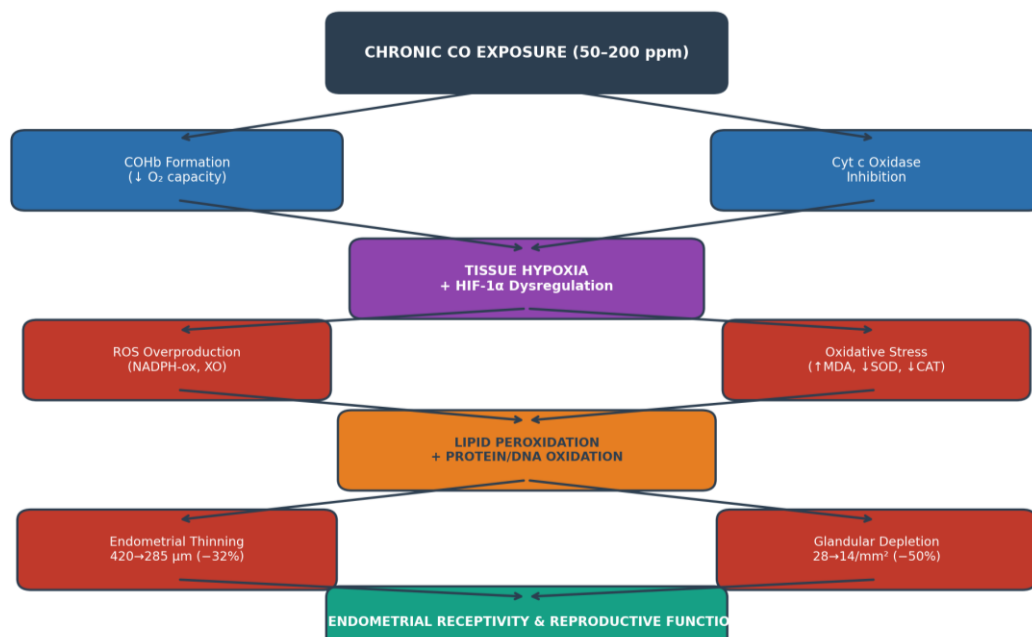 CHRONIC CO EXPOSURE (50–200 ppm)
COHb Formation
(↓ O₂ capacity)
Cyt c Oxidase
Inhibition
TISSUE HYPOXIA
+ HIF-1α Dysregulation
ROS Overproduction
(NADPH-ox, XO)
Oxidative Stress
(↑MDA, ↓SOD, ↓CAT)
LIPID PEROXIDATION
+ PROTEIN/DNA OXIDATION
Endometrial Thinning
420→285 μm (−32%)
Glandular Depletion
28→14/mm² (−50%)
ENDOMETRIAL RECEPTIVITY & REPRODUCTIVE